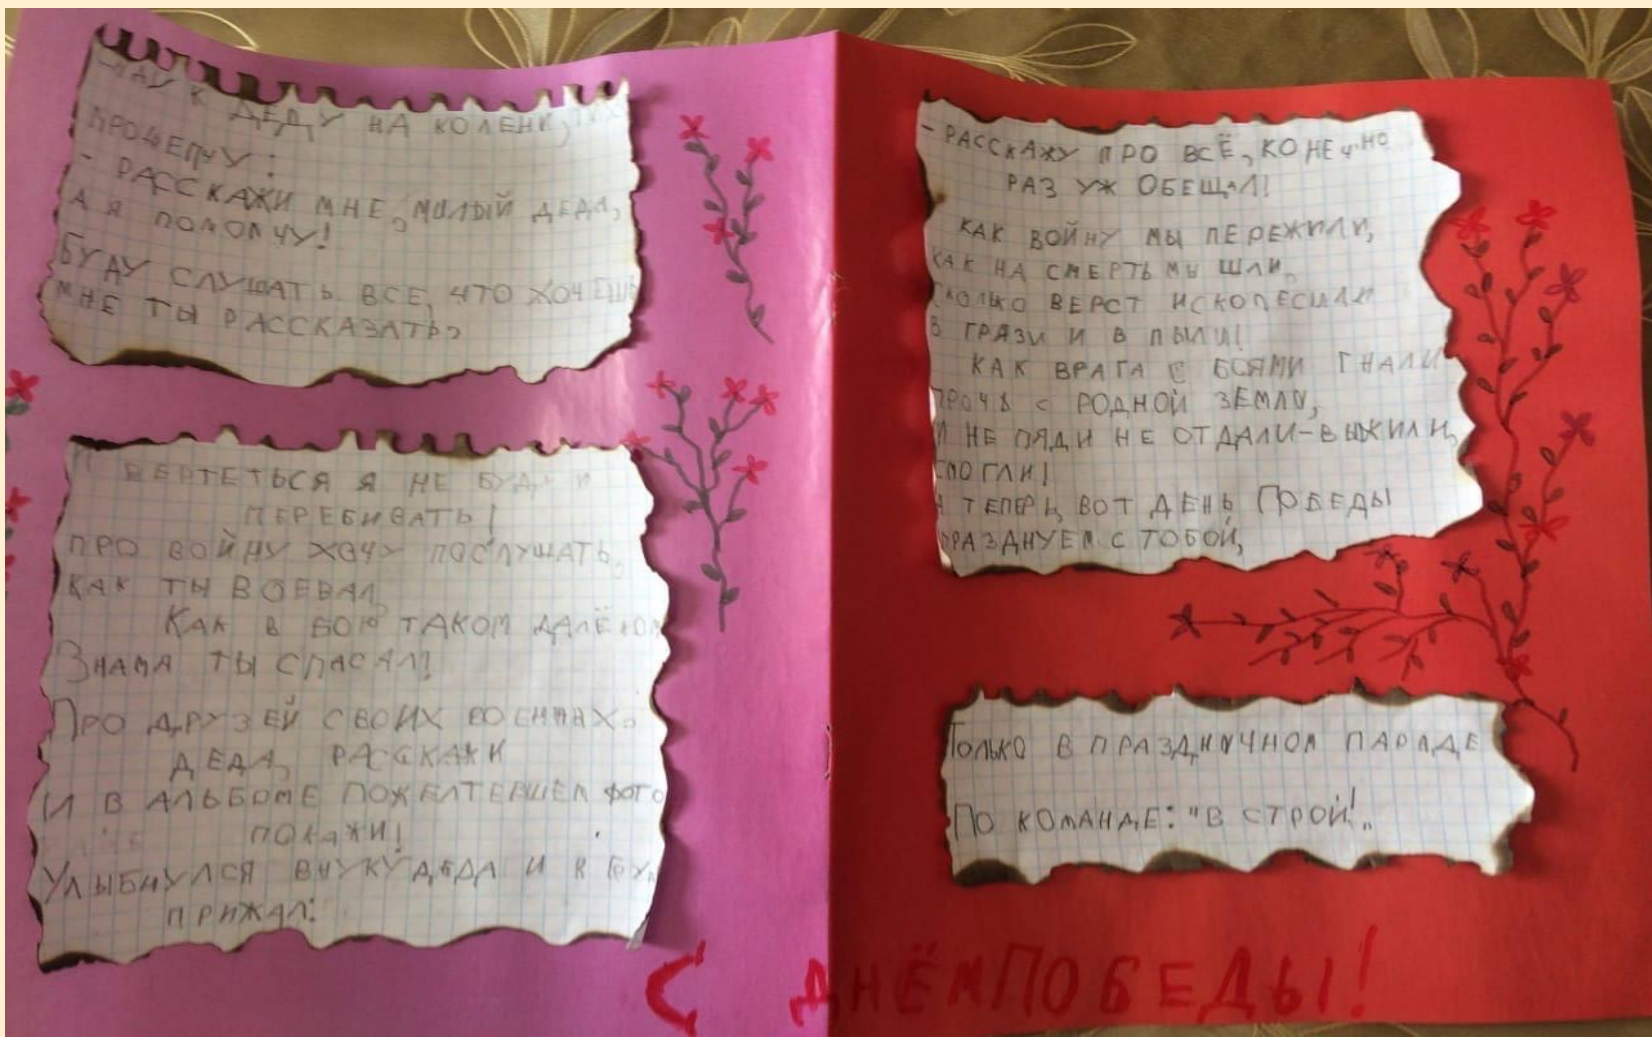 К ДЕДУ НА КОЛЕНИ,
ПРОШЕПЧУ:
- РАССКАЖИ МНЕ, МИЛЫЙ ДЕДА,
А Я ПОМОЛЧУ!
БУДУ СЛУШАТЬ ВСЕ, ЧТО ХОЧЕШЬ
МНЕ ТЫ РАССКАЗАТЬ,
И ВЕРТЕТЬСЯ Я НЕ БУДУ И
ПЕРЕБИВАТЬ!
ПРО ВОЙНУ ХОЧУ ПОСЛУШАТЬ,
КАК ТЫ ВОЕВАЛ,
КАК В БОЮ ТАКОМ ДАЛЁКОМ
ЗНАМЯ ТЫ СПАСАЛ!
ПРО ДРУЗЕЙ СВОИХ ВОЕННЫХ,
ДЕДА, РАССКАЖИ
И В АЛЬБОМЕ ПОЖЕЛТЕВШЕМ ФОТО
ПОКАЖИ!
УЛЫБНУЛСЯ ВНУКУ ДЕДА И К
ПРИЖАЛ:
- РАССКАЖУ ПРО ВСЁ, КОНЕЧНО
РАЗ УЖ ОБЕЩАЛ!
КАК ВОЙНУ МЫ ПЕРЕЖИЛИ,
КАК НА СМЕРТЬ МЫ ШЛИ,
СКОЛЬКО ВЕРСТ ИСКОЛЕСИЛИ
В ГРЯЗИ И В ПЫЛИ!
КАК ВРАГА С БОЯМИ ГНАЛИ
ПРОЧЬ С РОДНОЙ ЗЕМЛИ,
И НЕ ПЯДИ НЕ ОТДАЛИ-ВЫЖИЛИ,
СМОГЛИ!
А ТЕПЕРЬ ВОТ ДЕНЬ ПОБЕДЫ
ПРАЗДНУЕМ С ТОБОЙ,
ТОЛЬКО В ПРАЗДНИЧНОМ ПАРАДЕ
ПО КОМАНДЕ: "В СТРОЙ!"
С ДНЁМ ПОБЕДЫ!